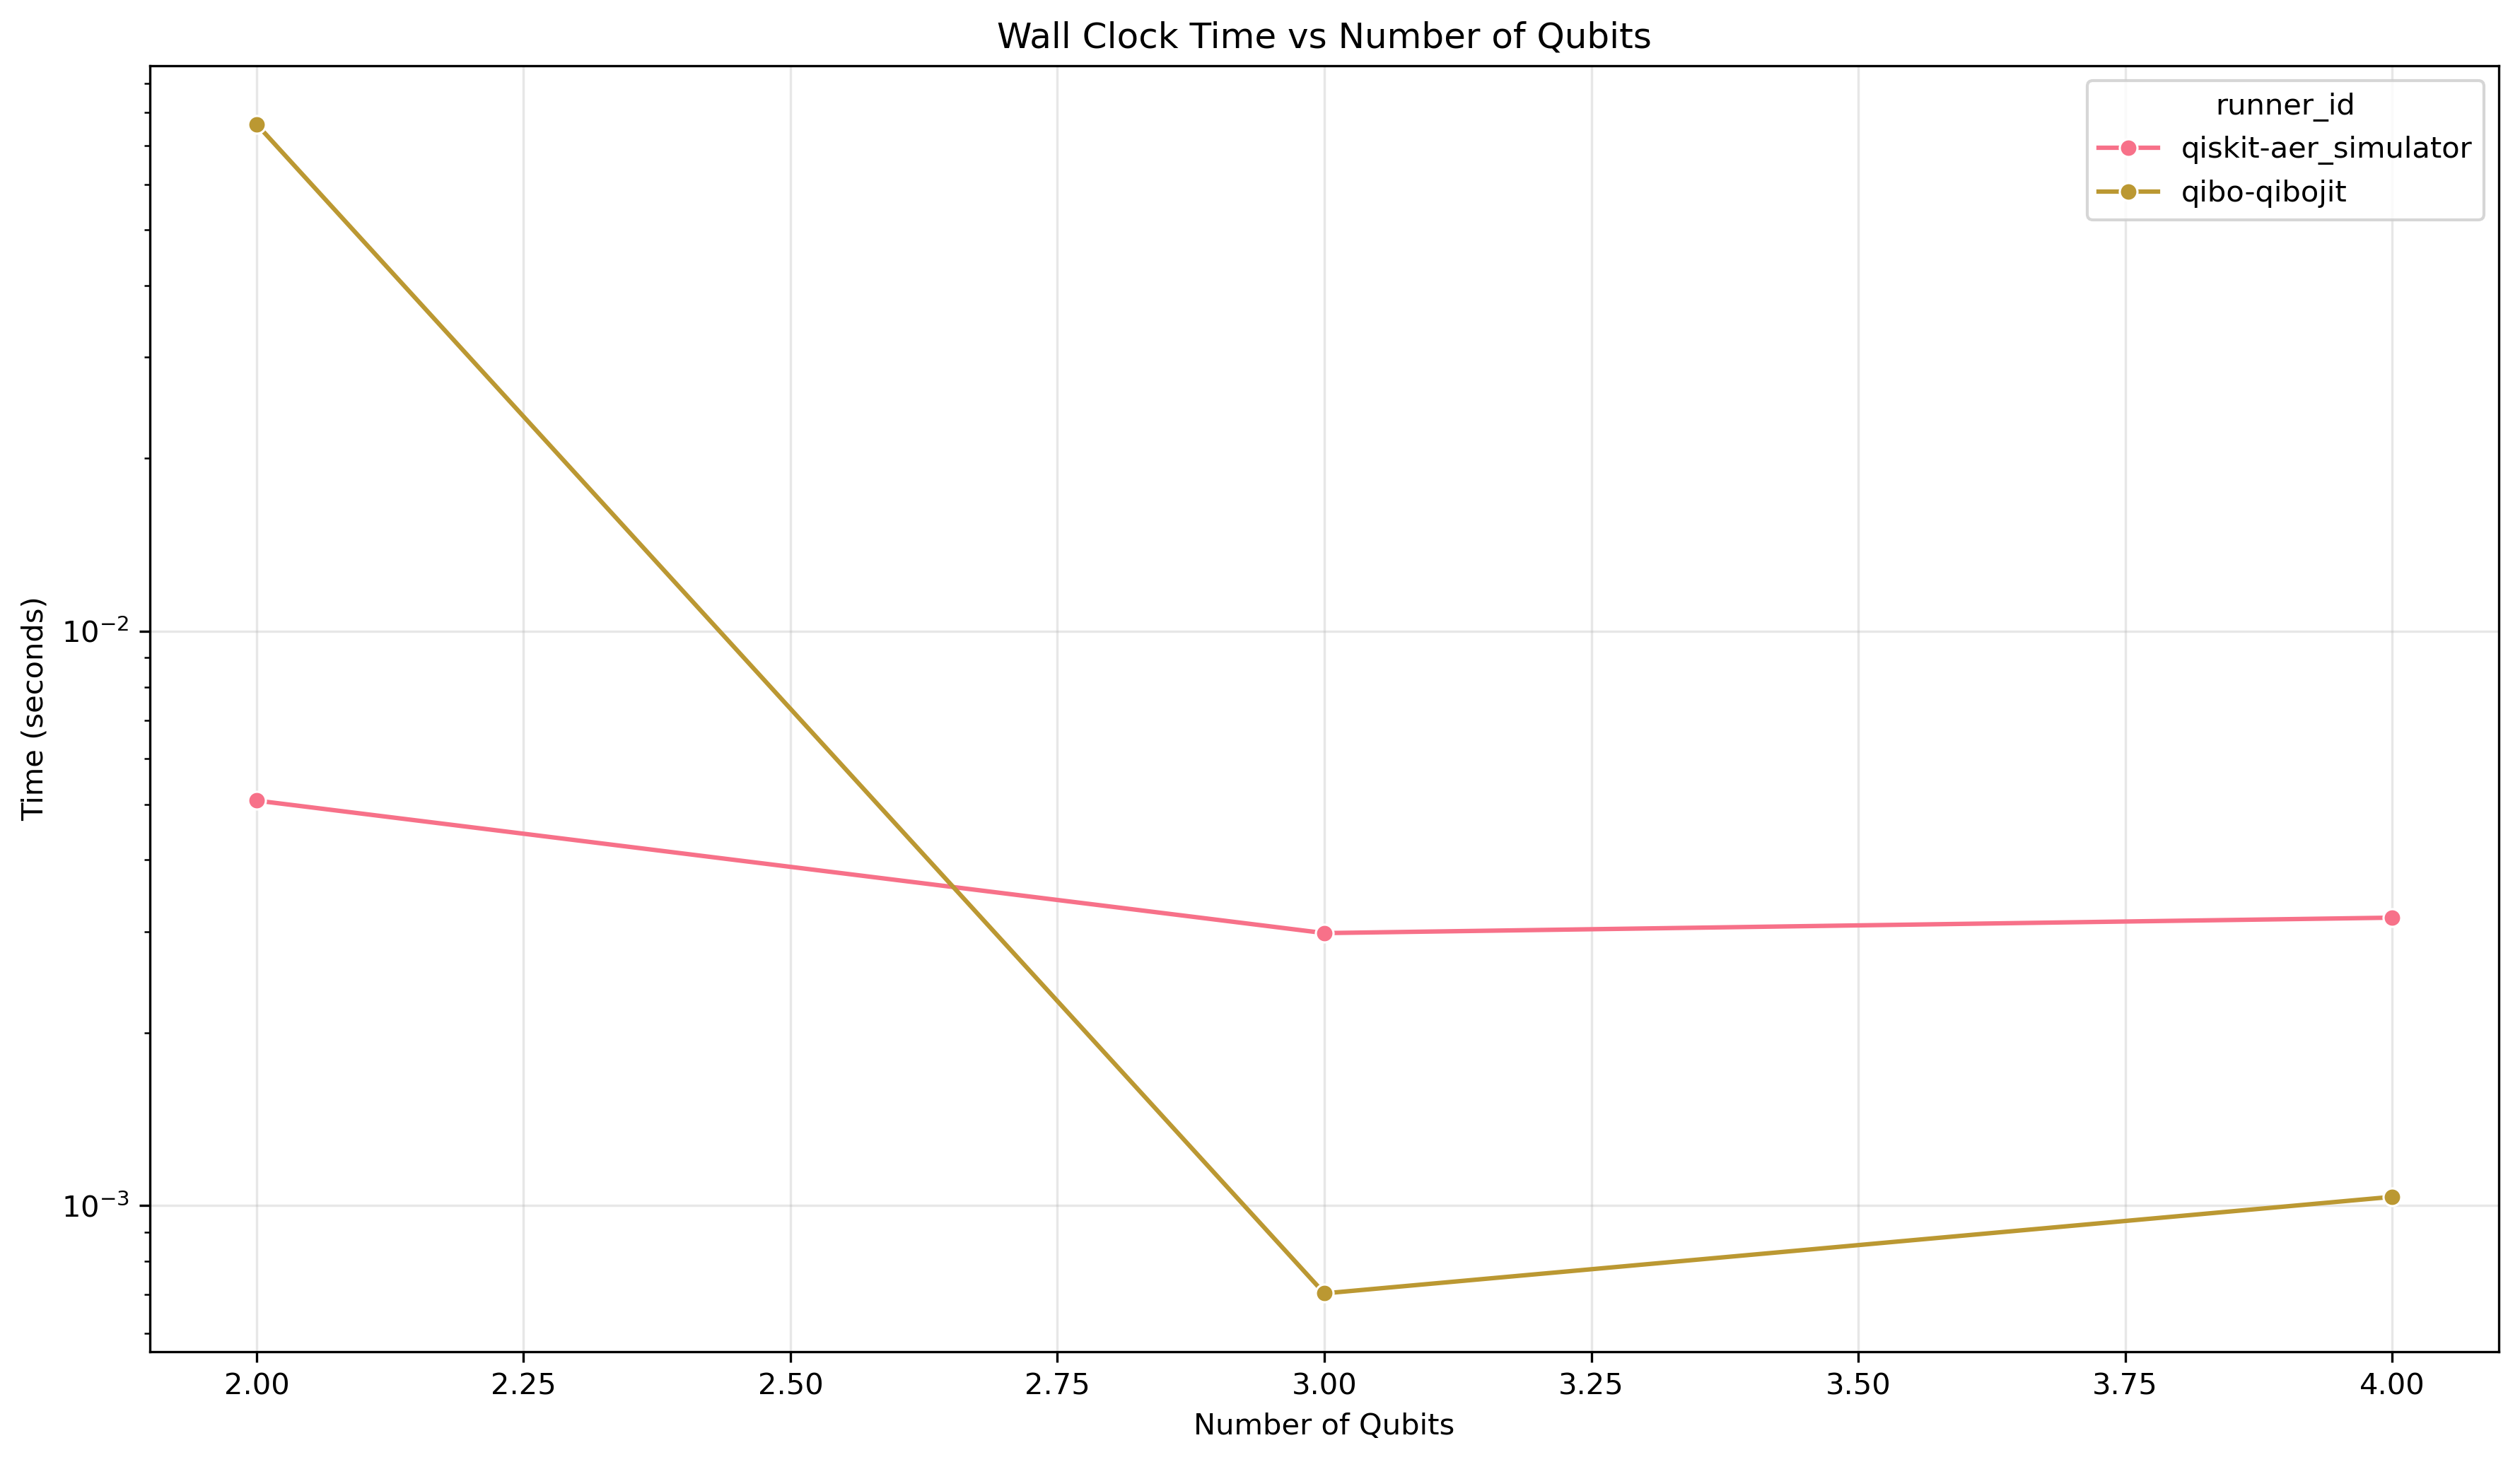 Wall Clock Time vs Number of Qubits
runner_id
qiskit-aer_simulator
qibo-qibojit
Time (seconds)
10⁻²
10⁻³
2.00 2.25 2.50 2.75 3.00 3.25 3.50 3.75 4.00
Number of Qubits